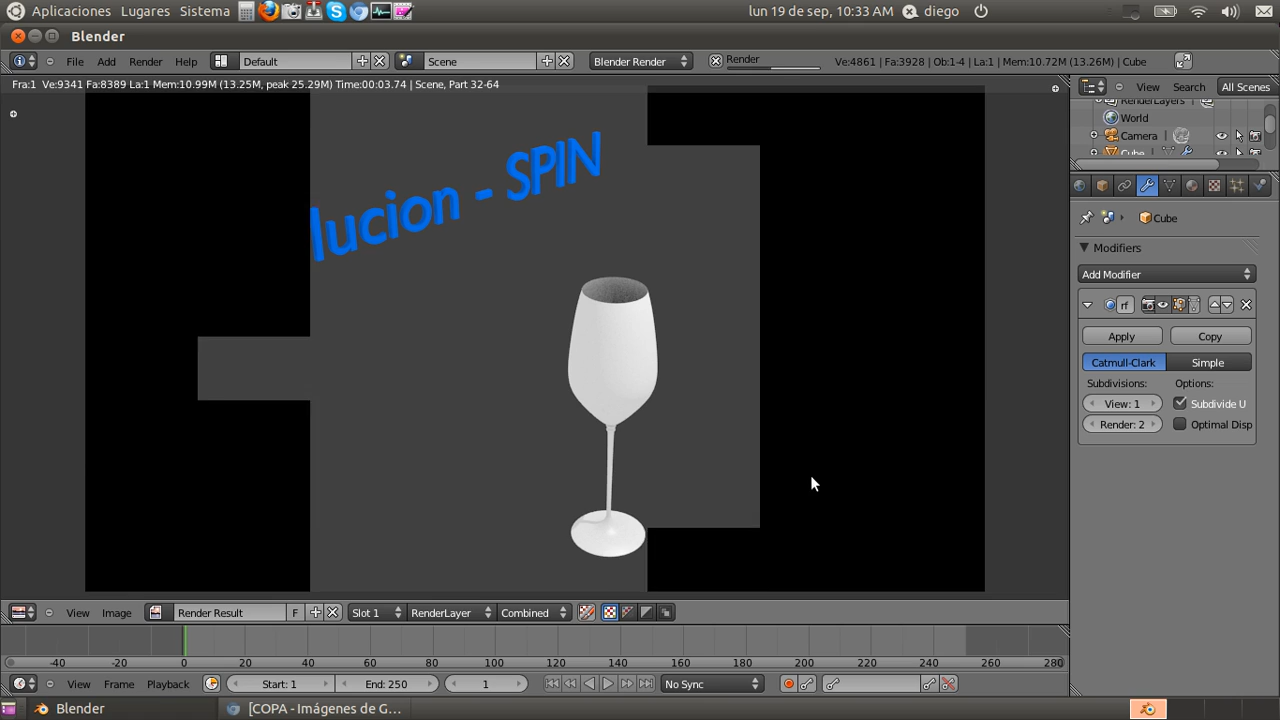 Aplicaciones Lugares Sistema lun 19 de sep, 10:33 AM diego
Blender
File Add Render Help Default Scene Blender Render Render Ve:4861 | Fa:3928 | Ob:1-4 | La:1 | Mem:10.72M (13.26M) | Cube
Fra:1 Ve:9341 Fa:8389 La:1 Mem:10.99M (13.25M, peak 25.29M) Time:00:03.74 | Scene, Part 32-64
View Search All Scenes
RenderLayers
World
Camera
Cube
lucion - SPIN
Cube
Modifiers
Add Modifier
rf
Apply Copy
Catmull-Clark Simple
Subdivisions: Options:
View: 1 Subdivide U
Render: 2 Optimal Disp
View Image Render Result F Slot 1 RenderLayer Combined
-40 -20 0 20 40 60 80 100 120 140 160 180 200 220 240 260 280
View Frame Playback Start: 1 End: 250 1 No Sync
Blender [COPA - Imágenes de G...